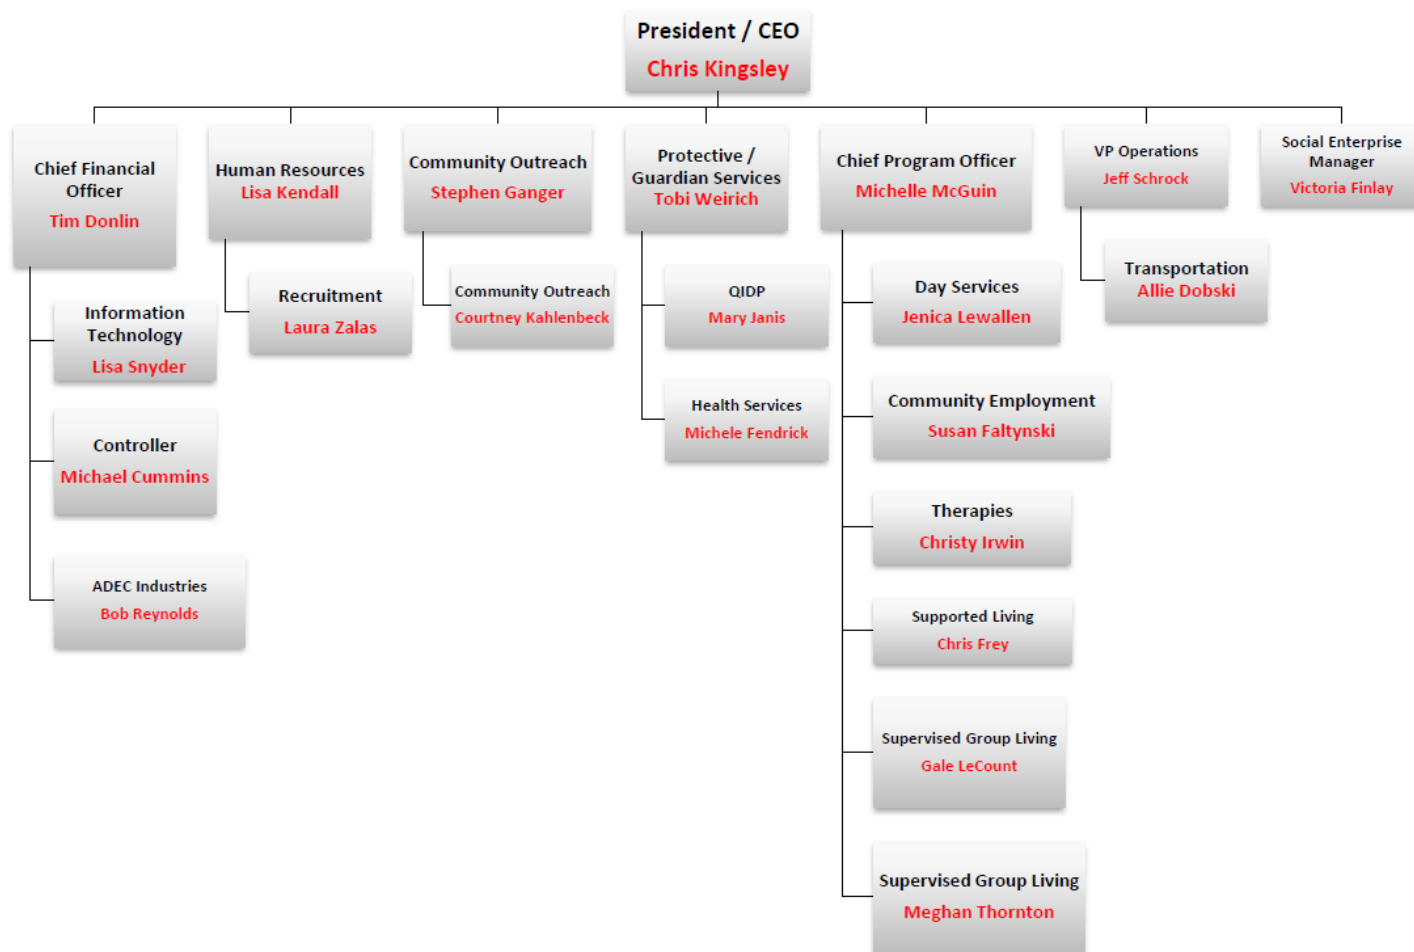 President / CEO
Chris Kingsley
Chief Financial
Officer
Tim Donlin
Human Resources
Lisa Kendall
Community Outreach
Stephen Ganger
Protective /
Guardian Services
Tobi Weirich
Chief Program Officer
Michelle McGuin
VP Operations
Jeff Schrock
Social Enterprise
Manager
Victoria Finlay
Information
Technology
Lisa Snyder
Controller
Michael Cummins
ADEC Industries
Bob Reynolds
Recruitment
Laura Zalas
Community Outreach
Courtney Kahlenbeck
QIDP
Mary Janis
Health Services
Michele Fendrick
Day Services
Jenica Lewallen
Community Employment
Susan Faltynski
Therapies
Christy Irwin
Supported Living
Chris Frey
Supervised Group Living
Gale LeCount
Supervised Group Living
Meghan Thornton
Transportation
Allie Dobski